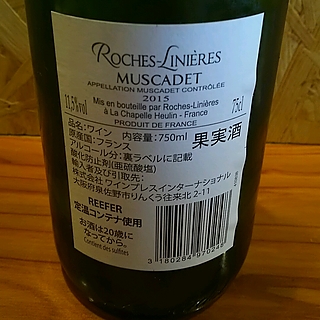 ROCHES-LINIÈRES
MUSCADET
APPELLATION MUSCADET CONTRÔLÉE
2015
11,5%vol
75cl
Mis en bouteille par Roches-Linières
à La Chapelle Heulin - France
PRODUIT DE FRANCE
品名:ワイン 内容量:750ml
原産国:フランス
果実酒
アルコール分:裏ラベルに記載
酸化防止剤(亜硫酸塩)
輸入者及び引取先:
株式会社 ワインプレスインターナショナル
大阪府泉佐野市りんくう往来北2-11
REEFER
定温コンテナ使用
お酒は20歳に
なってから。
Contient des sulfites
3 180284 970248